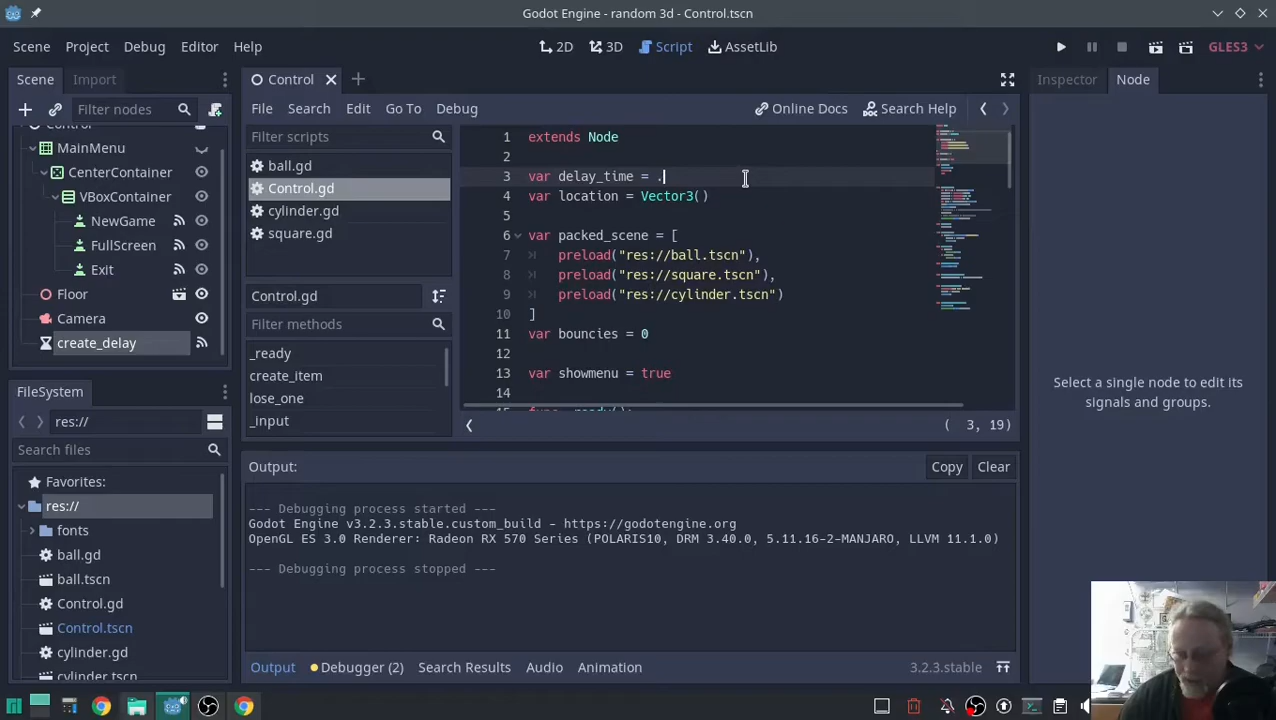 Godot Engine - random 3d - Control.tscn
Scene Project Debug Editor Help
2D 3D Script AssetLib
GLES3
Scene Import
Filter nodes
Control
MainMenu
CenterContainer
VBoxContainer
NewGame
FullScreen
Exit
Floor
Camera
create_delay
FileSystem
res://
Search files
Favorites:
res://
fonts
ball.gd
ball.tscn
Control.gd
Control.tscn
cylinder.gd
cylinder.tscn
Control
File Search Edit Go To Debug
Online Docs Search Help
Filter scripts
ball.gd
Control.gd
cylinder.gd
square.gd
Control.gd
Filter methods
_ready
create_item
lose_one
_input
1 extends Node
2
3 var delay_time = .
4 var location = Vector3()
5
6 var packed_scene = [
7 preload("res://ball.tscn"),
8 preload("res://square.tscn"),
9 preload("res://cylinder.tscn")
10 ]
11 var bouncies = 0
12
13 var showmenu = true
14
15 func _ready():
( 3, 19)
Output:
Copy Clear
--- Debugging process started ---
Godot Engine v3.2.3.stable.custom_build - https://godotengine.org
OpenGL ES 3.0 Renderer: Radeon RX 570 Series (POLARIS10, DRM 3.40.0, 5.11.16-2-MANJARO, LLVM 11.1.0)
--- Debugging process stopped ---
Output Debugger (2) Search Results Audio Animation
3.2.3.stable
Inspector Node
Select a single node to edit its
signals and groups.